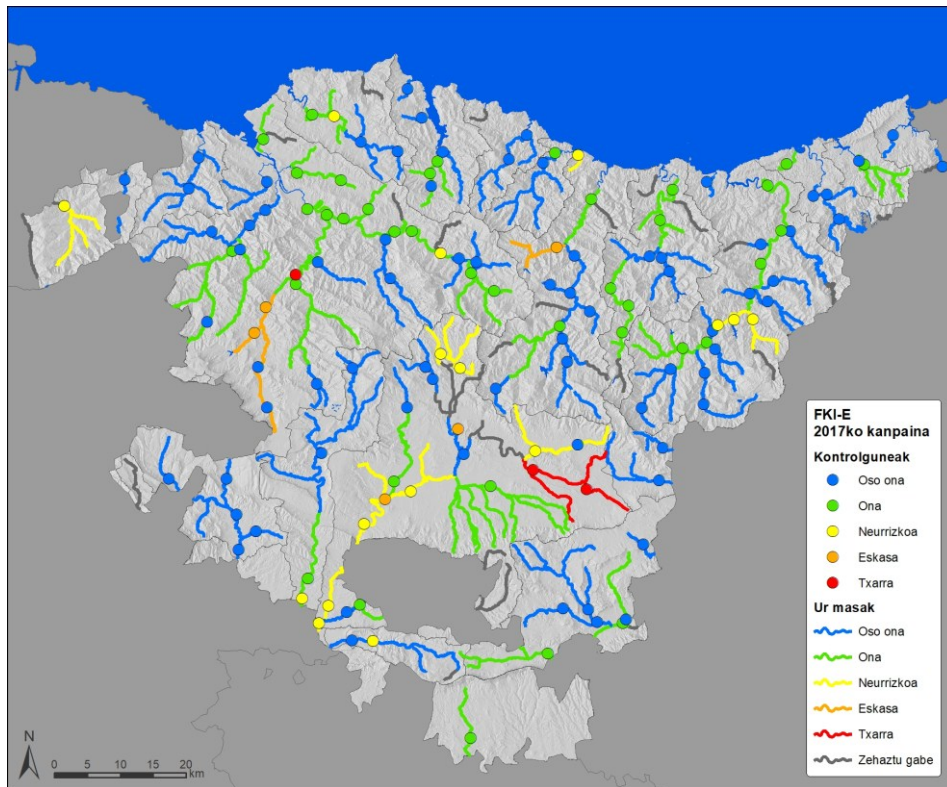 FKI-E
2017ko kanpaina
Kontrolguneak
Oso ona
Ona
Neurrizkoa
Eskasa
Txarra
Ur masak
Oso ona
Ona
Neurrizkoa
Eskasa
Txarra
Zehaztu gabe
N
0 5 10 15 20
km